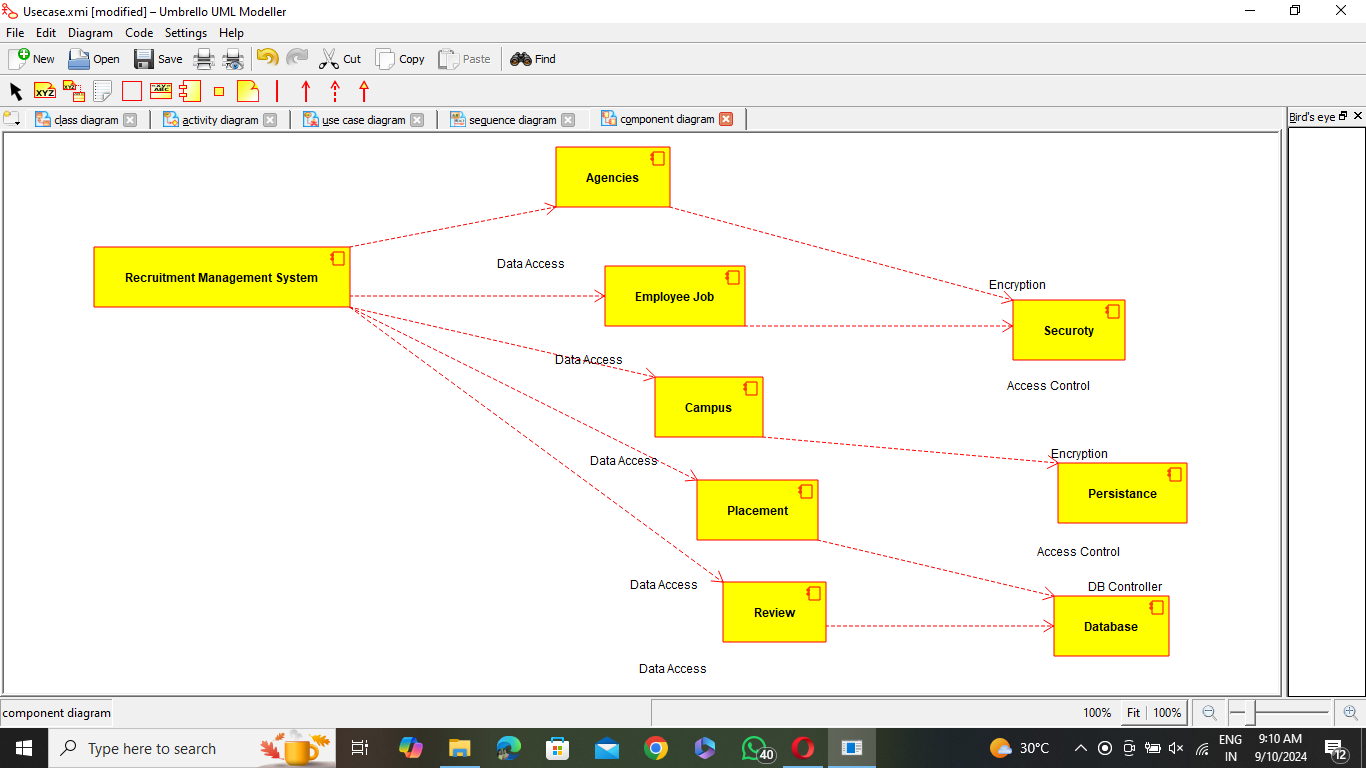 Usecase.xmi [modified] – Umbrello UML Modeller
File Edit Diagram Code Settings Help
New Open Save Cut Copy Paste Find
XYZ
class diagram activity diagram use case diagram sequence diagram component diagram
Bird's eye
Agencies
Recruitment Management System
Data Access
Employee Job
Encryption
Securoty
Data Access
Access Control
Campus
Data Access
Encryption
Persistance
Placement
Access Control
Data Access
DB Controller
Review
Database
Data Access
component diagram
100% Fit 100%
Type here to search
40
30°C
ENG
IN
9:10 AM
9/10/2024
12